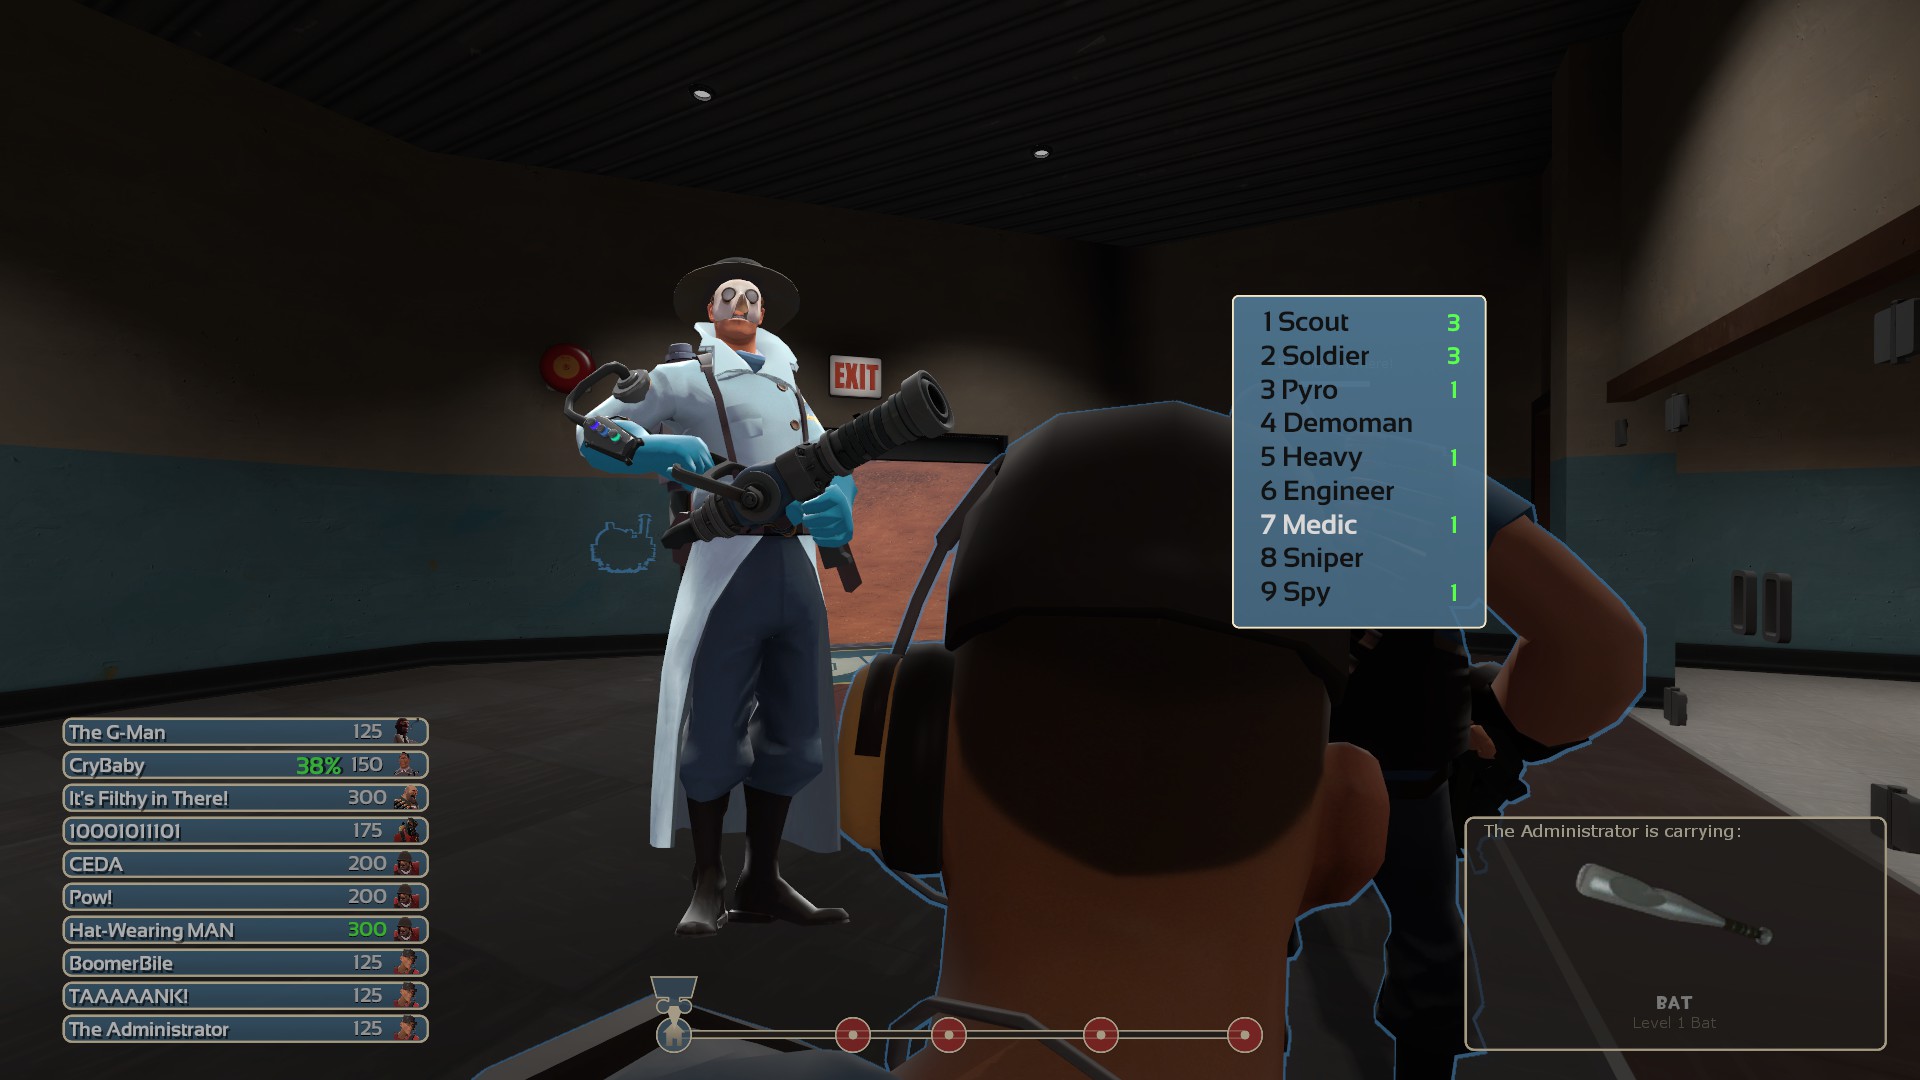 EXIT
1 Scout 3
2 Soldier 3
3 Pyro 1
4 Demoman
5 Heavy 1
6 Engineer
7 Medic 1
8 Sniper
9 Spy 1
The G-Man 125
CryBaby 38% 150
It's Filthy in There! 300
10001011101 175
CEDA 200
Pow! 200
Hat-Wearing MAN 300
BoomerBile 125
TAAAAANK! 125
The Administrator 125
The Administrator is carrying:
BAT
Level 1 Bat